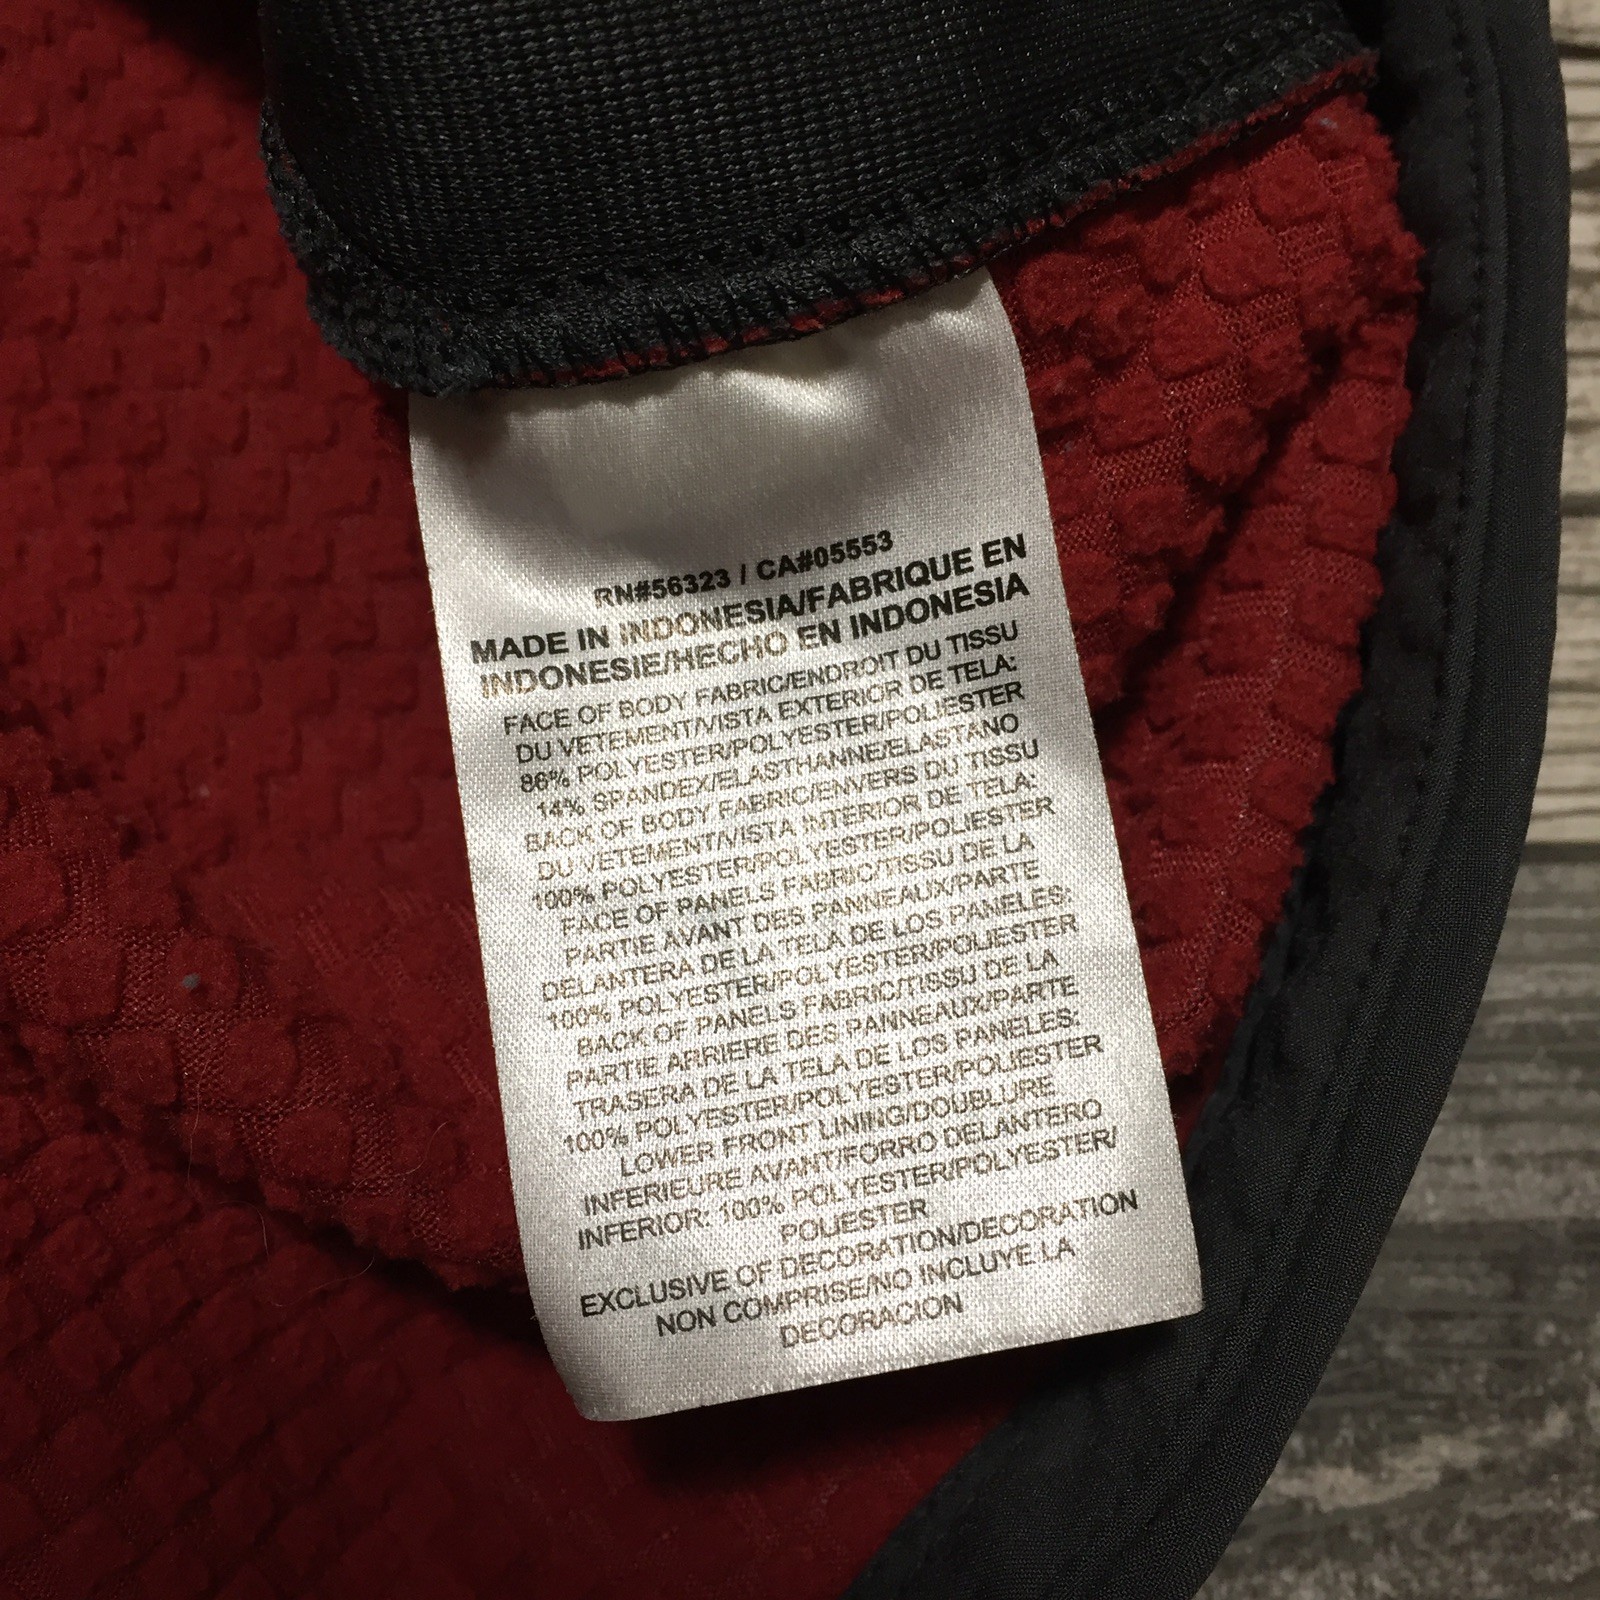 RN#56323 / CA#05553
MADE IN INDONESIA/FABRIQUE EN
INDONESIE/HECHO EN INDONESIA
FACE OF BODY FABRIC/ENDROIT DU TISSU
DU VETEMENT/VISTA EXTERIOR DE TELA:
86% POLYESTER/POLYESTER/POLIESTER
14% SPANDEX/ELASTHANNE/ELASTANO
BACK OF BODY FABRIC/ENVERS DU TISSU
DU VETEMENT/VISTA INTERIOR DE TELA:
100% POLYESTER/POLYESTER/POLIESTER
FACE OF PANELS FABRIC/TISSU DE LA
PARTIE AVANT DES PANNEAUX/PARTE
DELANTERA DE LA TELA DE LOS PANELES:
100% POLYESTER/POLYESTER/POLIESTER
BACK OF PANELS FABRIC/TISSU DE LA
PARTIE ARRIERE DES PANNEAUX/PARTE
TRASERA DE LA TELA DE LOS PANELES:
100% POLYESTER/POLYESTER/POLIESTER
LOWER FRONT LINING/DOUBLURE
INFERIEURE AVANT/FORRO DELANTERO
INFERIOR: 100% POLYESTER/POLYESTER/
POLIESTER
EXCLUSIVE OF DECORATION/DECORATION
NON COMPRISE/NO INCLUYE LA
DECORACION